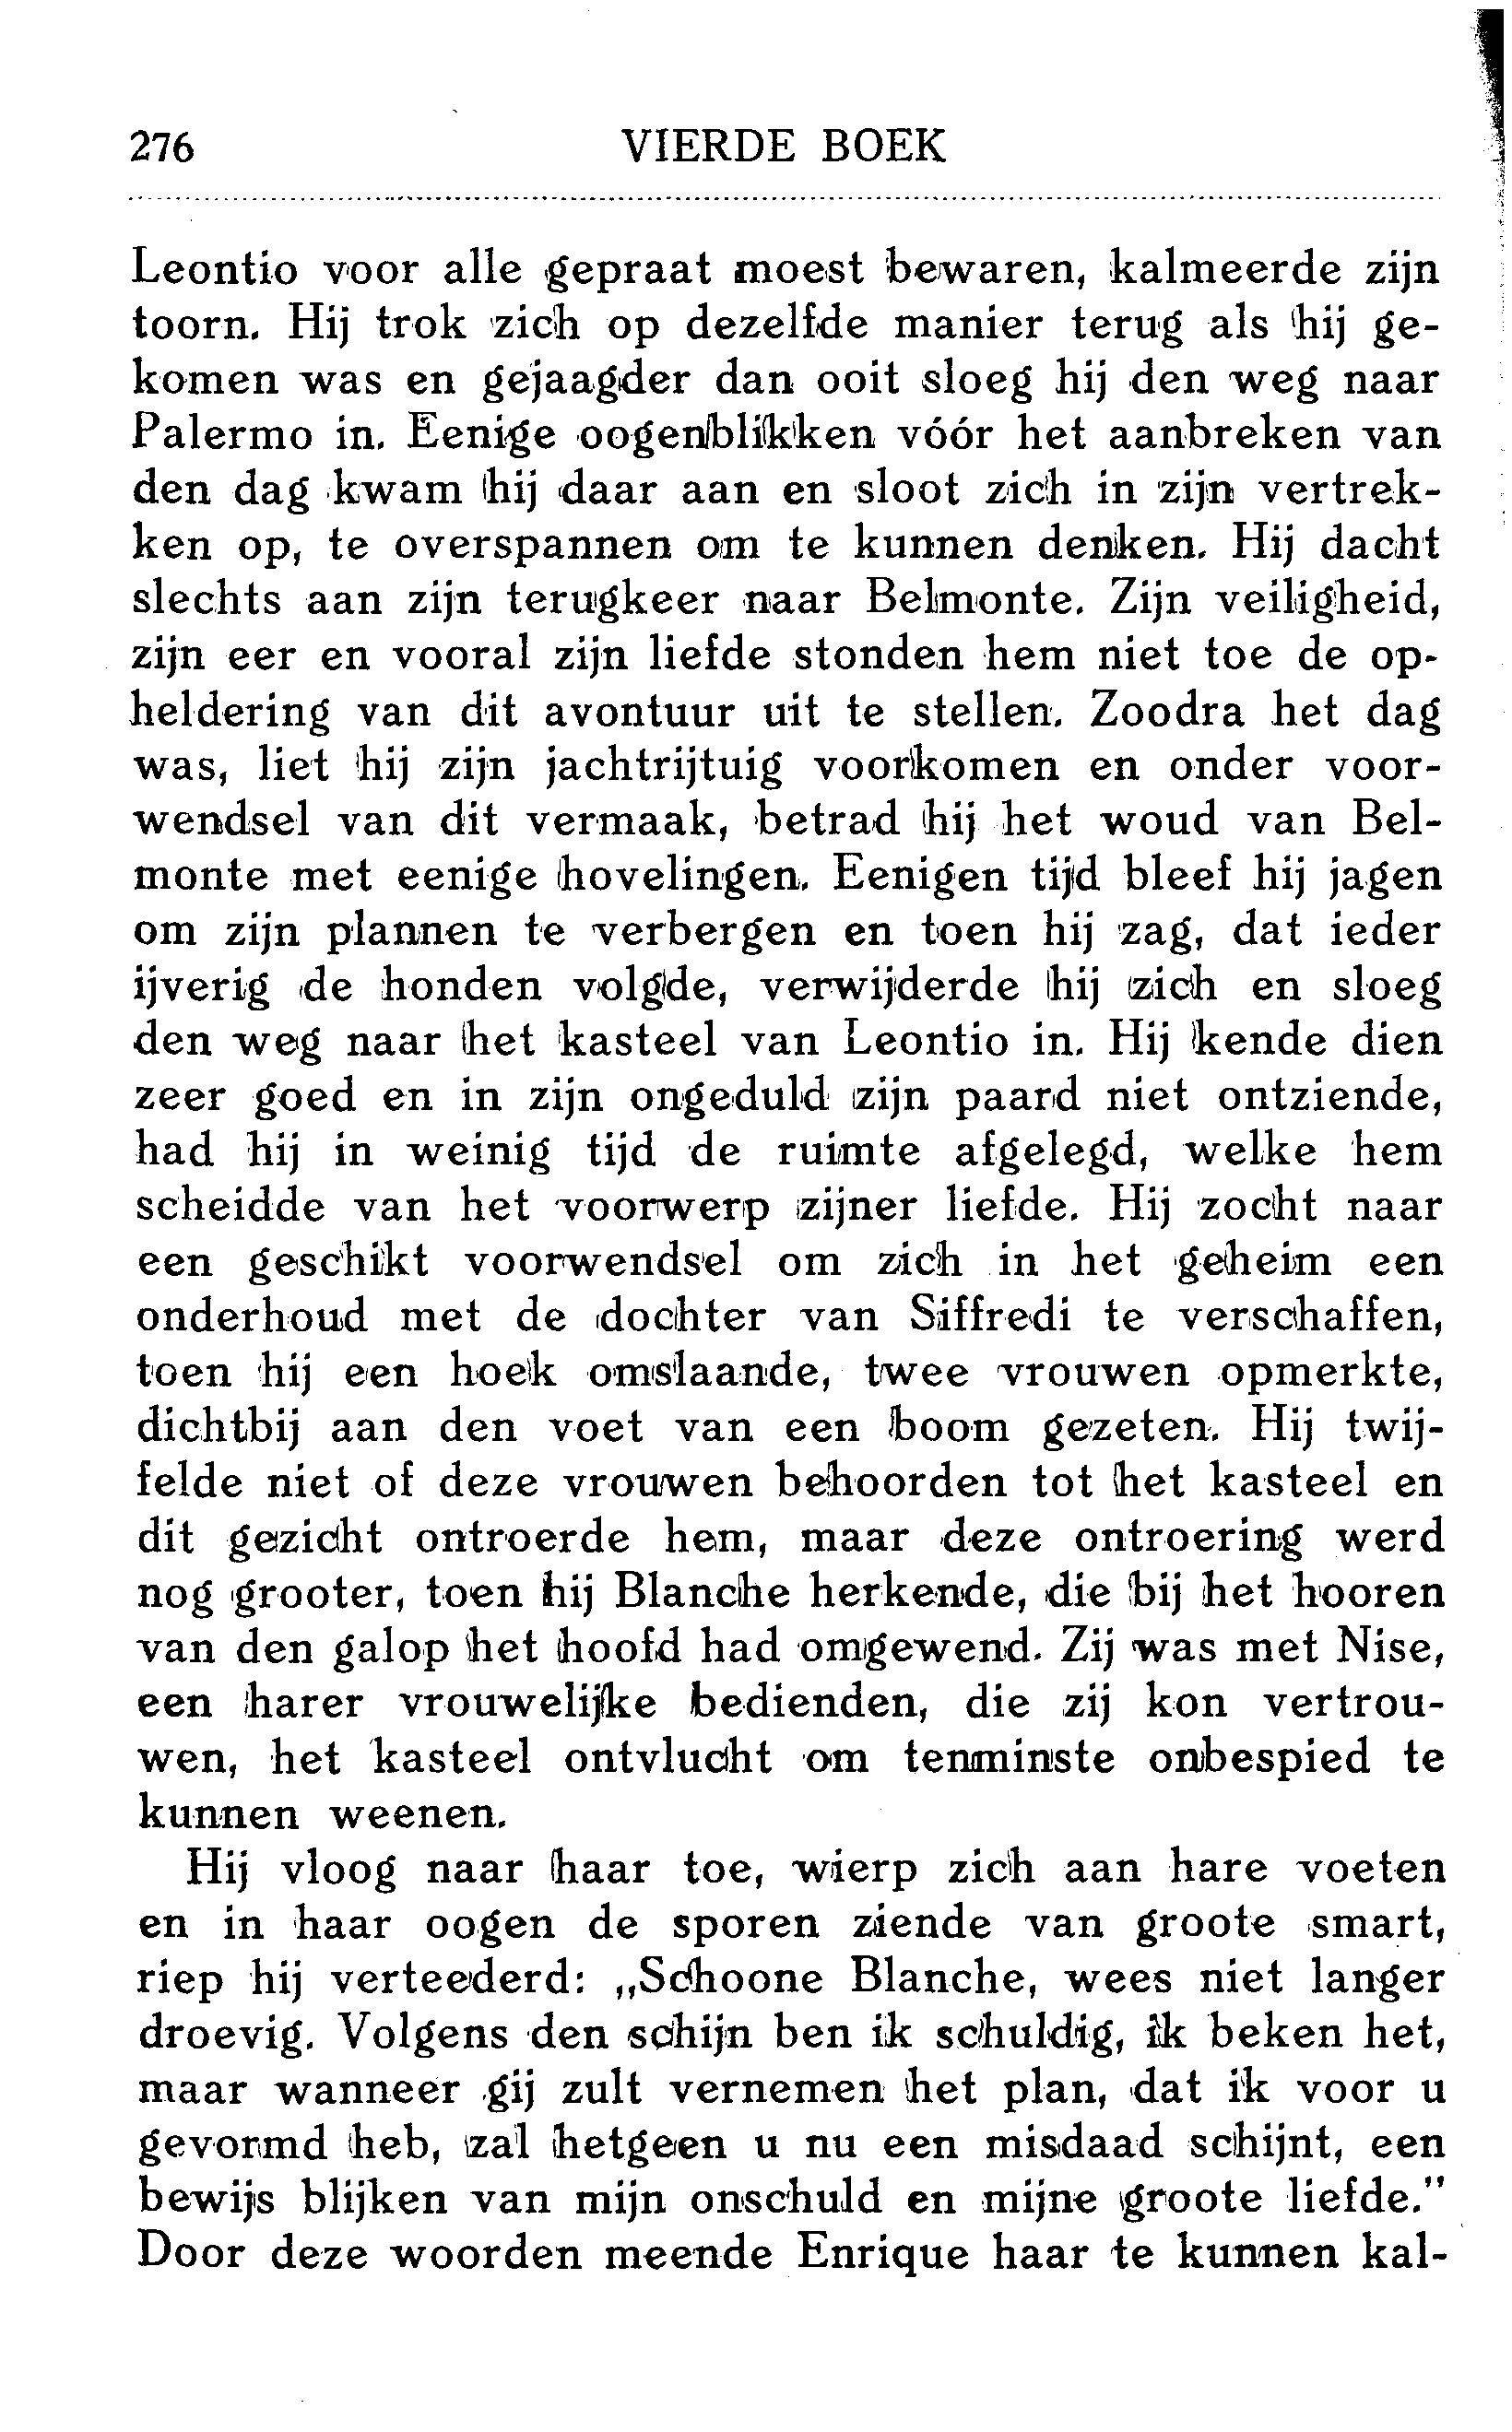 276 VIERDE BOEK
Leontio voor alle gepraat moest bewaren, kalmeerde zijn
toorn. Hij trok zich op dezelfde manier terug als hij ge-
komen was en gejaagder dan ooit sloeg hij den weg naar
Palermo in. Eenige oogenblikken vóór het aanbreken van
den dag kwam hij daar aan en sloot zich in zijn vertrek-
ken op, te overspannen om te kunnen denken. Hij dacht
slechts aan zijn terugkeer naar Belmonte. Zijn veiligheid,
zijn eer en vooral zijn liefde stonden hem niet toe de op-
heldering van dit avontuur uit te stellen. Zoodra het dag
was, liet hij zijn jachtrijtuig voorkomen en onder voor-
wendsel van dit vermaak, betrad hij het woud van Bel-
monte met eenige hovelingen. Eenigen tijd bleef hij jagen
om zijn plannen te verbergen en toen hij zag, dat ieder
ijverig de honden volgde, verwijderde hij zich en sloeg
den weg naar het kasteel van Leontio in. Hij kende dien
zeer goed en in zijn ongeduld zijn paard niet ontziende,
had hij in weinig tijd de ruimte afgelegd, welke hem
scheidde van het voorwerp zijner liefde. Hij zocht naar
een geschikt voorwendsel om zich in het geheim een
onderhoud met de dochter van Siffredi te verschaffen,
toen hij een hoek omslaande, twee vrouwen opmerkte,
dichtbij aan den voet van een boom gezeten. Hij twij-
felde niet of deze vrouwen behoorden tot het kasteel en
dit gezicht ontroerde hem, maar deze ontroering werd
nog grooter, toen hij Blanche herkende, die bij het hooren
van den galop het hoofd had omgewend. Zij was met Nise,
een harer vrouwelijke bedienden, die zij kon vertrou-
wen, het kasteel ontvlucht om tenminste onbespied te
kunnen weenen.
Hij vloog naar haar toe, wierp zich aan hare voeten
en in haar oogen de sporen ziende van groote smart,
riep hij verteederd: „Schoone Blanche, wees niet langer
droevig. Volgens den schijn ben ik schuldig, ik beken het,
maar wanneer gij zult vernemen het plan, dat ik voor u
gevormd heb, zal hetgeen u nu een misdaad schijnt, een
bewijs blijken van mijn onschuld en mijne groote liefde."
Door deze woorden meende Enrique haar te kunnen kal-